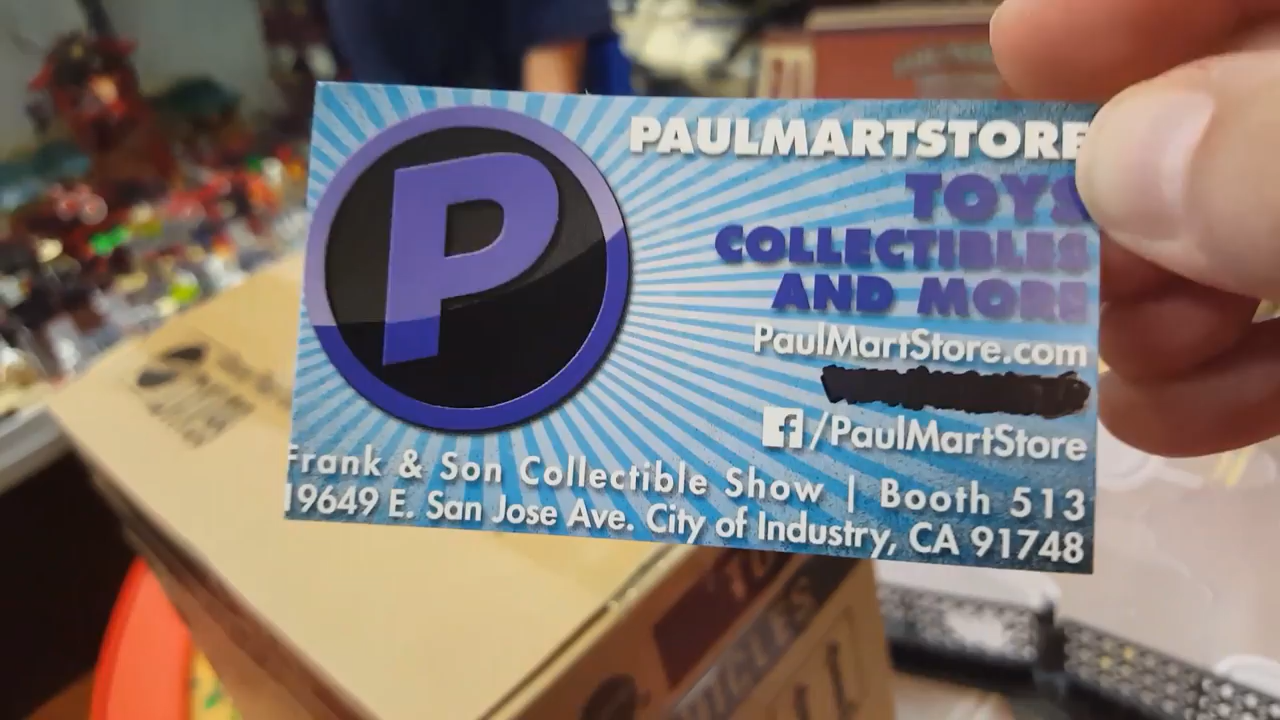 P
PAULMARTSTORE
TOYS
COLLECTIBLES
AND MORE
PaulMartStore.com
f/PaulMartStore
Frank & Son Collectible Show | Booth 513
19649 E. San Jose Ave. City of Industry, CA 91748